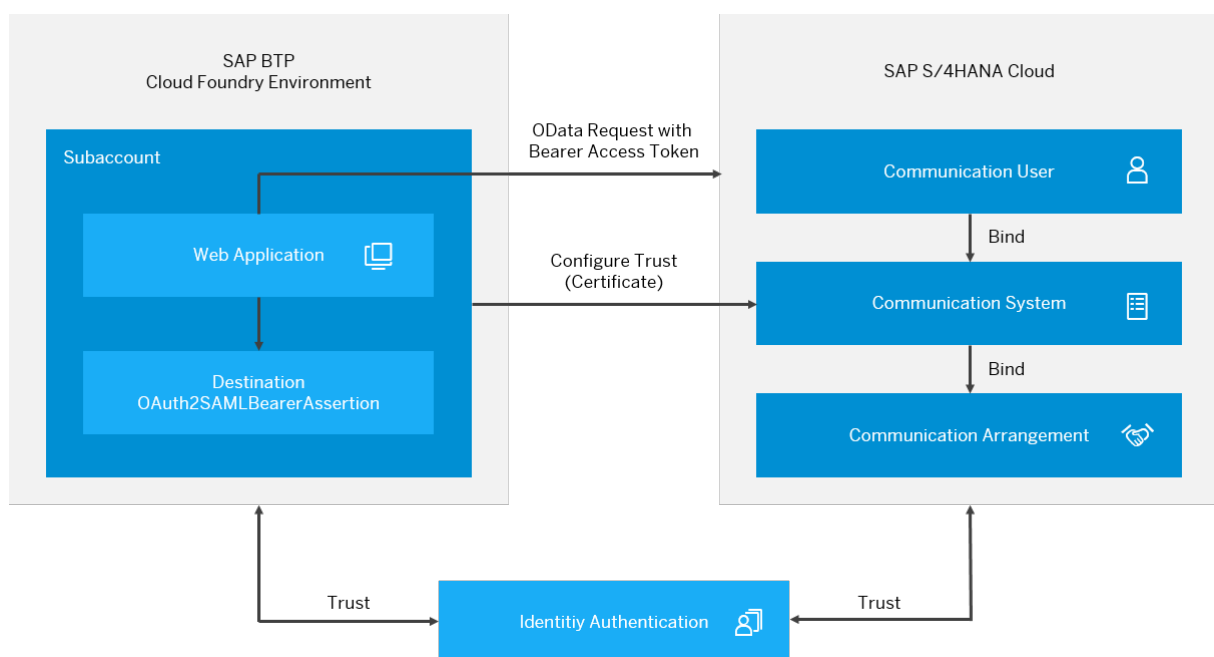 SAP BTP
Cloud Foundry Environment
SAP S/4HANA Cloud
Subaccount
OData Request with
Bearer Access Token
Communication User
Web Application
Bind
Configure Trust
(Certificate)
Communication System
Bind
Destination
OAuth2SAMLBearerAssertion
Communication Arrangement
Trust
Identitiy Authentication
Trust